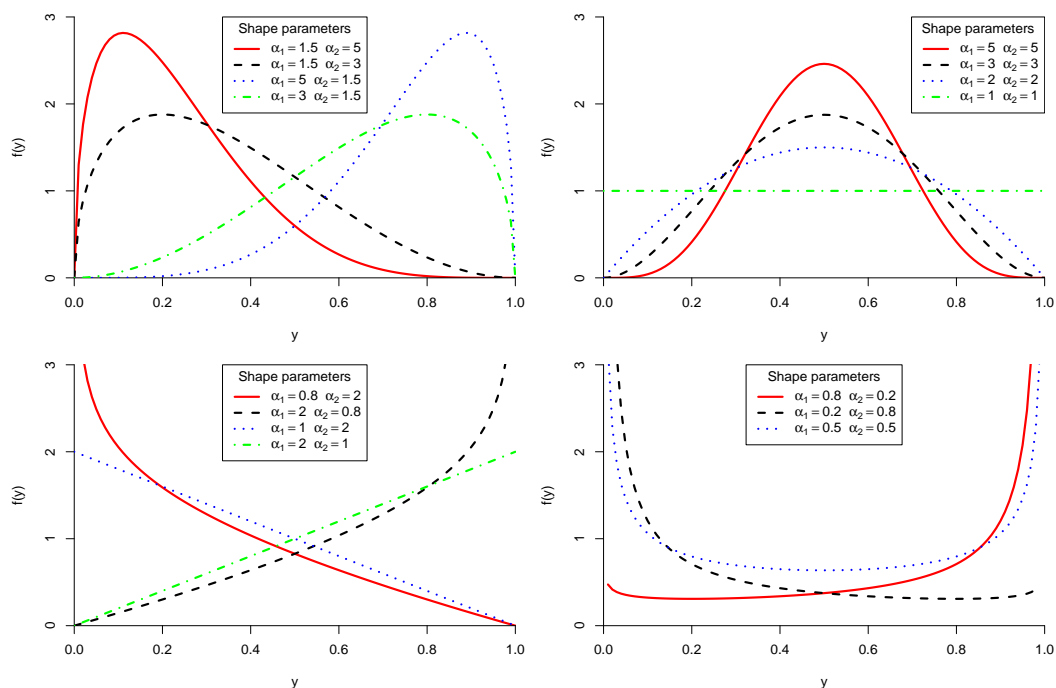 Shape parameters
α1 = 1.5 α2 = 5
α1 = 1.5 α2 = 3
α1 = 5 α2 = 1.5
α1 = 3 α2 = 1.5
f(y)
0 1 2 3
0.0 0.2 0.4 0.6 0.8 1.0
y
Shape parameters
α1 = 5 α2 = 5
α1 = 3 α2 = 3
α1 = 2 α2 = 2
α1 = 1 α2 = 1
f(y)
0 1 2 3
0.0 0.2 0.4 0.6 0.8 1.0
y
Shape parameters
α1 = 0.8 α2 = 2
α1 = 2 α2 = 0.8
α1 = 1 α2 = 2
α1 = 2 α2 = 1
f(y)
0 1 2 3
0.0 0.2 0.4 0.6 0.8 1.0
y
Shape parameters
α1 = 0.8 α2 = 0.2
α1 = 0.2 α2 = 0.8
α1 = 0.5 α2 = 0.5
f(y)
0 1 2 3
0.0 0.2 0.4 0.6 0.8 1.0
y